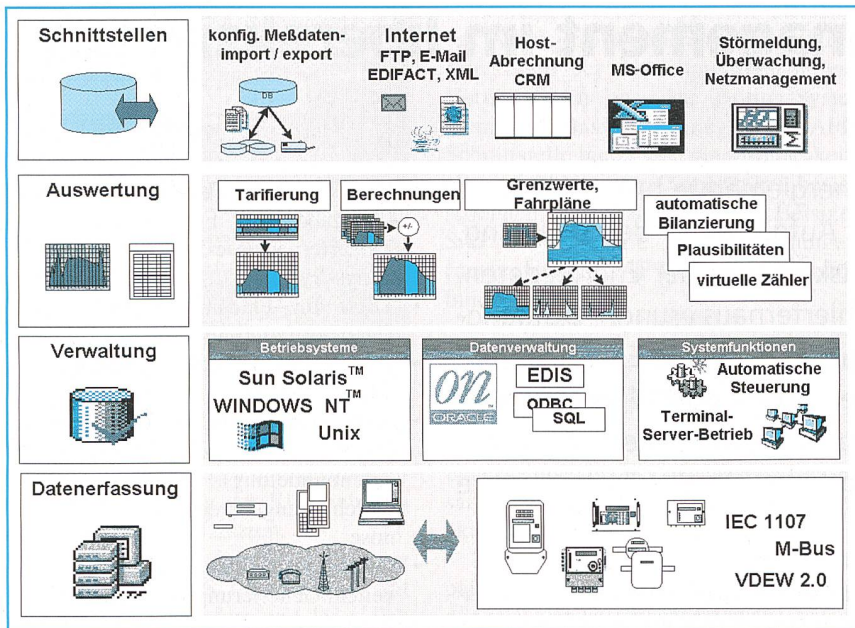 Schnittstellen
konfig. Meßdaten-
import / export
DB
Internet
FTP, E-Mail
EDIFACT, XML
Host-
Abrechnung
CRM
MS-Office
Störmeldung,
Überwachung,
Netzmanagement
Auswertung
Tarifierung
Berechnungen
+/-
Grenzwerte,
Fahrpläne
automatische
Bilanzierung
Plausibilitäten
virtuelle Zähler
Verwaltung
Betriebsysteme
Sun Solaris™
WINDOWS NT™
Unix
Datenverwaltung
on
ORACLE
EDIS
ODBC
SQL
Systemfunktionen
Automatische
Steuerung
Terminal-
Server-Betrieb
Datenerfassung
IEC 1107
M-Bus
VDEW 2.0